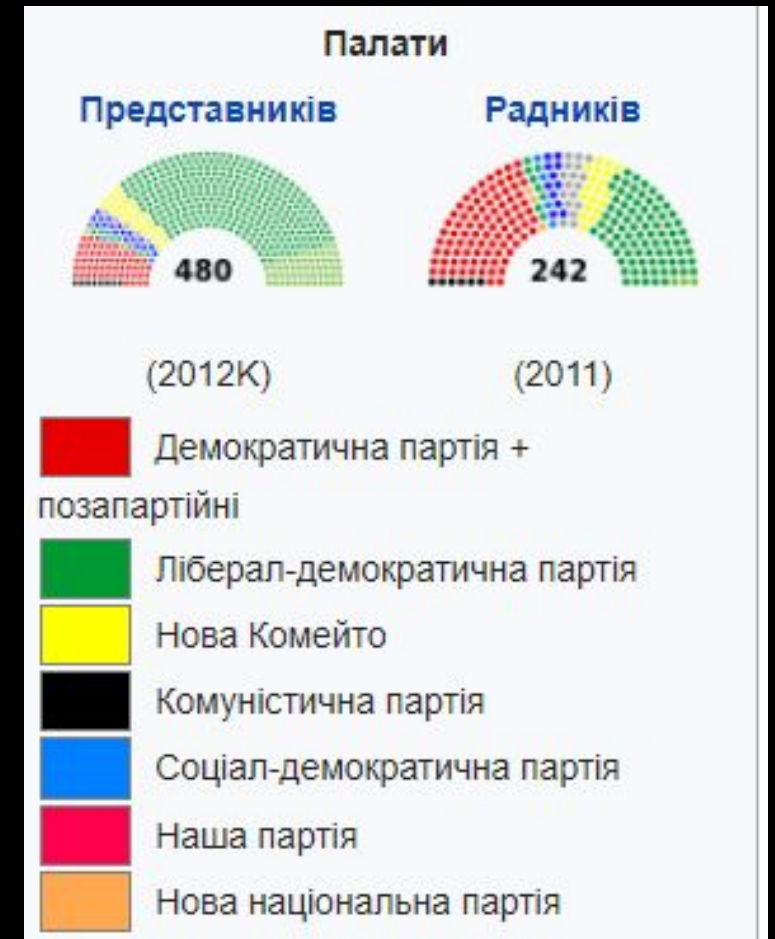 Палати
Представників Радників
480 242
(2012К) (2011)
Демократична партія +
позапартійні
Ліберал-демократична партія
Нова Комейто
Комуністична партія
Соціал-демократична партія
Наша партія
Нова національна партія